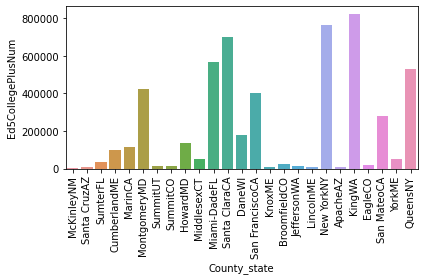 800000
600000
400000
200000
0
Ed5CollegePlusNum
McKinleyNM
Santa CruzAZ
SumterFL
CumberlandME
MarinCA
MontgomeryMD
SummitUT
SummitCO
HowardMD
MiddlesexCT
Miami-DadeFL
Santa ClaraCA
DaneWI
San FranciscoCA
KnoxME
BroomfieldCO
JeffersonWA
LincolnME
New YorkNY
ApacheAZ
KingWA
EagleCO
San MateoCA
YorkME
QueensNY
County_state